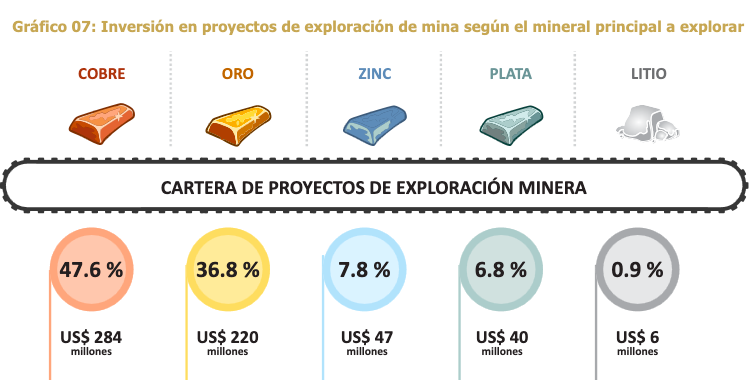 Gráfico 07: Inversión en proyectos de exploración de mina según el mineral principal a explorar
COBRE
ORO
ZINC
PLATA
LITIO
CARTERA DE PROYECTOS DE EXPLORACIÓN MINERA
47.6 %
36.8 %
7.8 %
6.8 %
0.9 %
US$ 284
millones
US$ 220
millones
US$ 47
millones
US$ 40
millones
US$ 6
millones